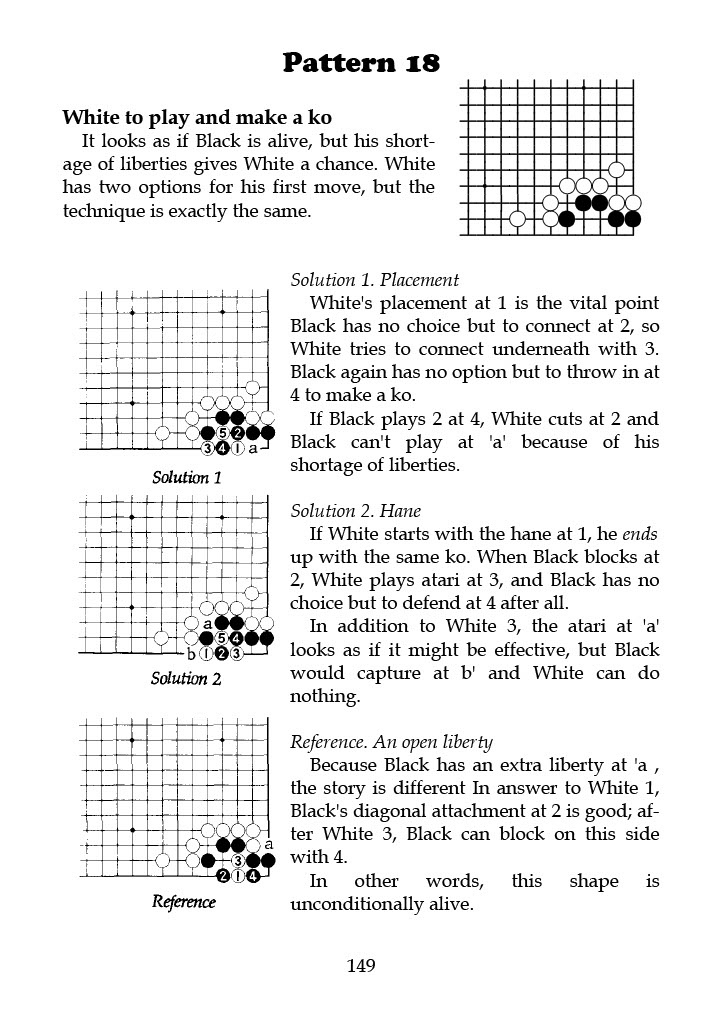 Pattern 18
White to play and make a ko
It looks as if Black is alive, but his short-
age of liberties gives White a chance. White
has two options for his first move, but the
technique is exactly the same.
Solution 1. Placement
White's placement at 1 is the vital point
Black has no choice but to connect at 2, so
White tries to connect underneath with 3.
Black again has no option but to throw in at
4 to make a ko.
If Black plays 2 at 4, White cuts at 2 and
Black can't play at 'a' because of his
shortage of liberties.
5 2
3 4 1 a
Solution 1
Solution 2. Hane
If White starts with the hane at 1, he ends
up with the same ko. When Black blocks at
2, White plays atari at 3, and Black has no
choice but to defend at 4 after all.
In addition to White 3, the atari at 'a'
looks as if it might be effective, but Black
would capture at b' and White can do
nothing.
a
5 4
b 1 2 3
Solution 2
Reference. An open liberty
Because Black has an extra liberty at 'a ,
the story is different In answer to White 1,
Black's diagonal attachment at 2 is good; af-
ter White 3, Black can block on this side
with 4.
In other words, this shape is
unconditionally alive.
a
3
2 1 4
Reference
149